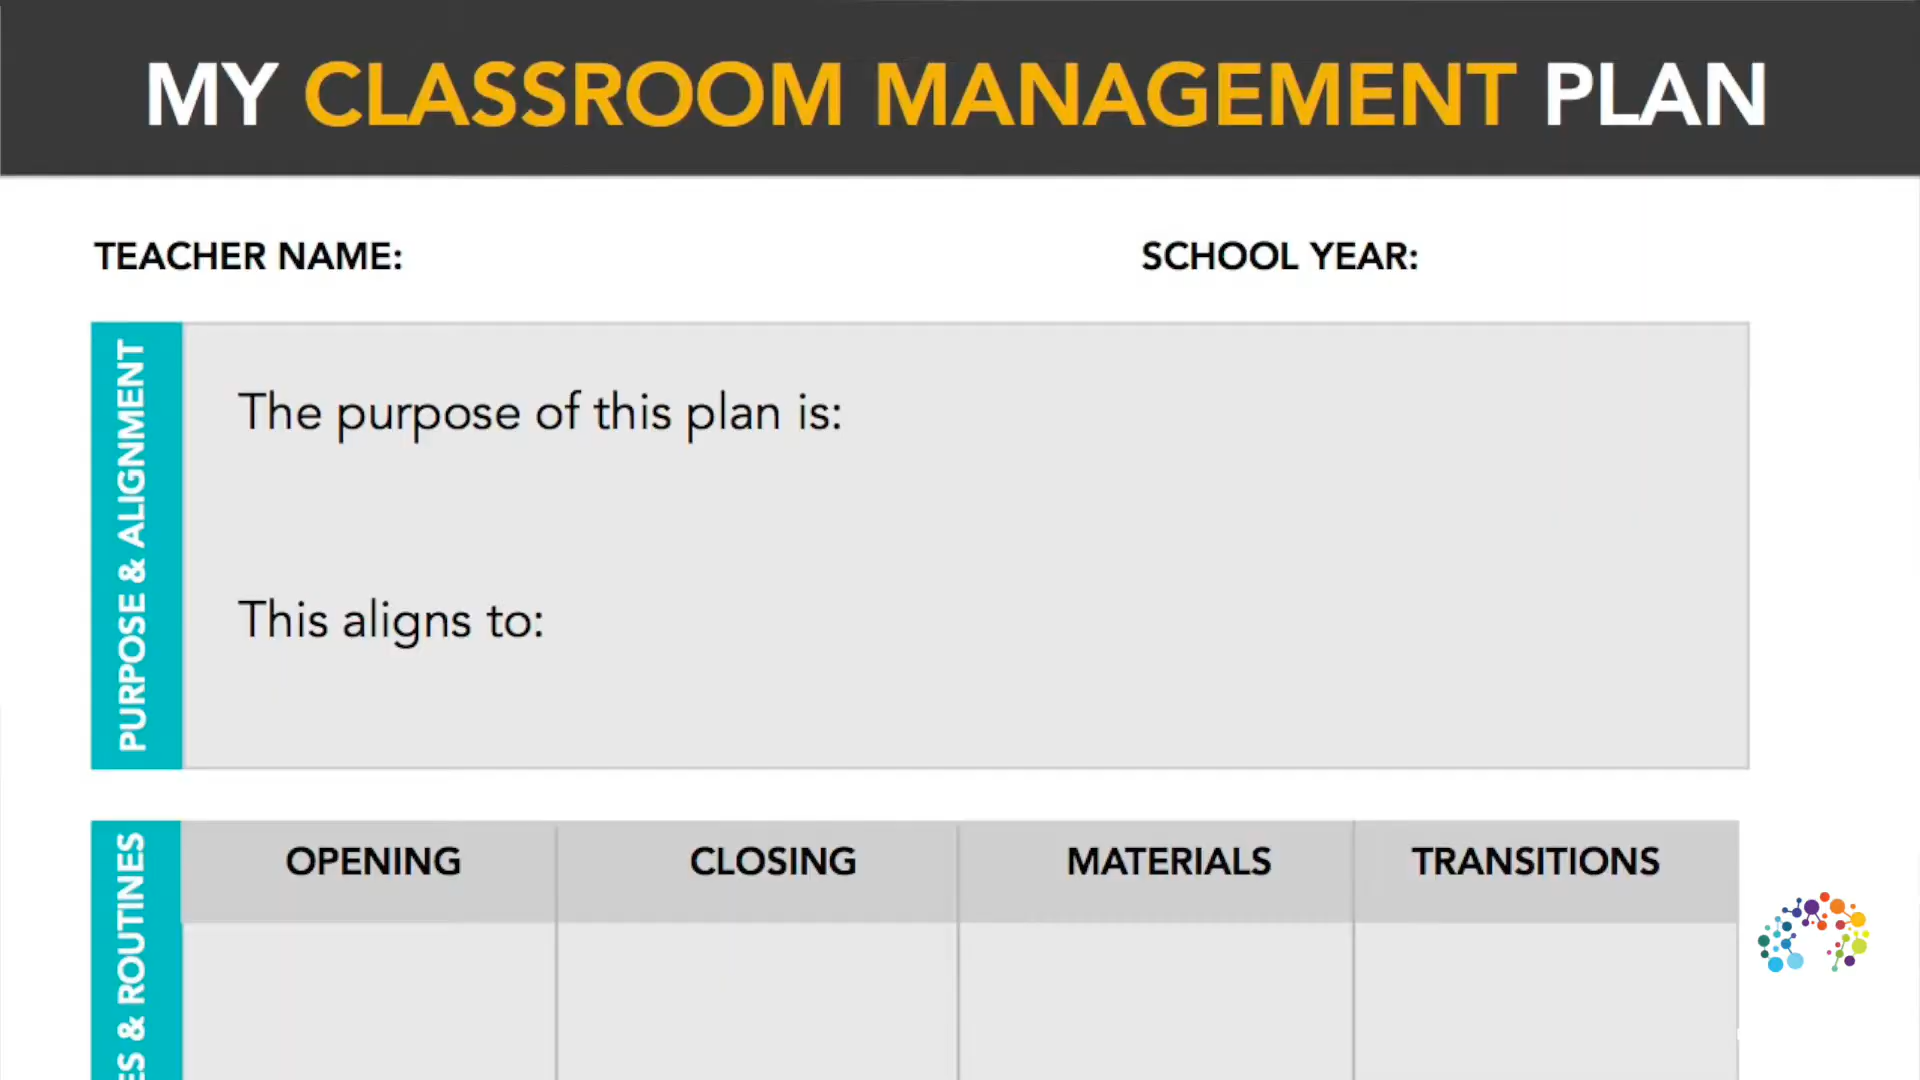 MY CLASSROOM MANAGEMENT PLAN
TEACHER NAME:
SCHOOL YEAR:
PURPOSE & ALIGNMENT
The purpose of this plan is:
This aligns to:
ES & ROUTINES
OPENING
CLOSING
MATERIALS
TRANSITIONS